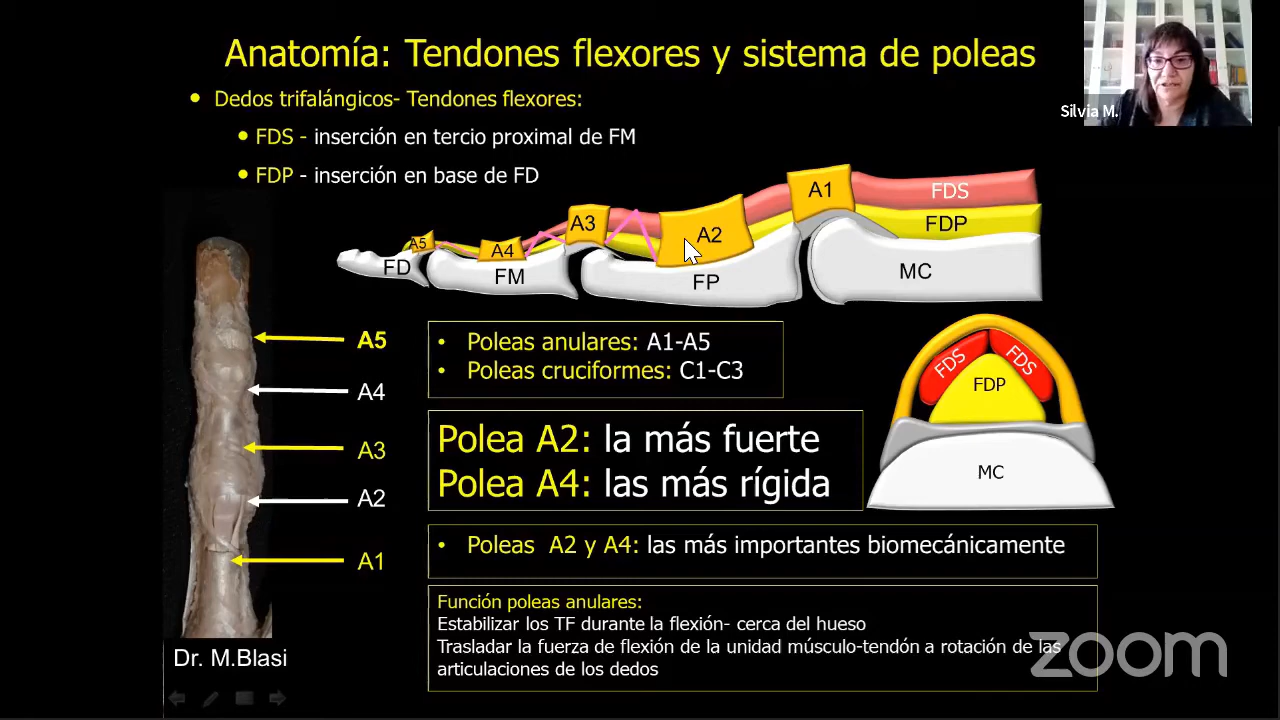 Anatomía: Tendones flexores y sistema de poleas
Silvia M.
• Dedos trifalángicos- Tendones flexores:
• FDS - inserción en tercio proximal de FM
• FDP - inserción en base de FD
A1
FDS
A3
A2
FDP
A5
A4
FD
FM
FP
MC
A5
A4
A3
A2
A1
• Poleas anulares: A1-A5
• Poleas cruciformes: C1-C3
FDS
FDS
FDP
MC
Polea A2: la más fuerte
Polea A4: las más rígida
• Poleas A2 y A4: las más importantes biomecánicamente
Función poleas anulares:
Estabilizar los TF durante la flexión- cerca del hueso
Trasladar la fuerza de flexión de la unidad músculo-tendón a rotación de las
articulaciones de los dedos
Dr. M.Blasi
zoom